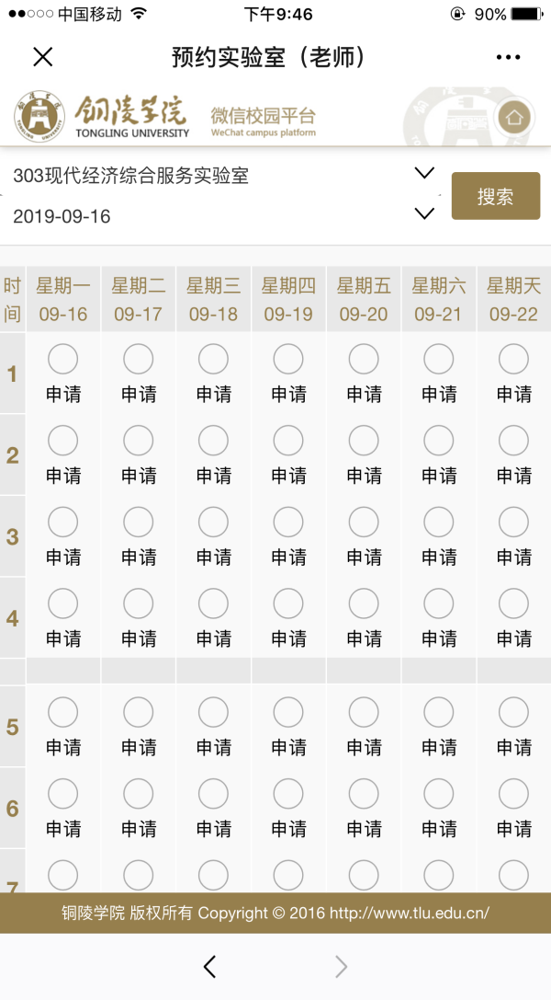 中国移动 下午9:46 90%
预约实验室（老师）
铜陵学院 微信校园平台
TONGLING UNIVERSITY WeChat campus platform
303现代经济综合服务实验室
搜索
2019-09-16
时间 星期一 星期二 星期三 星期四 星期五 星期六 星期天
09-16 09-17 09-18 09-19 09-20 09-21 09-22
1 申请 申请 申请 申请 申请 申请 申请
2 申请 申请 申请 申请 申请 申请 申请
3 申请 申请 申请 申请 申请 申请 申请
4 申请 申请 申请 申请 申请 申请 申请
5 申请 申请 申请 申请 申请 申请 申请
6 申请 申请 申请 申请 申请 申请 申请
7
铜陵学院 版权所有 Copyright © 2016 http://www.tlu.edu.cn/